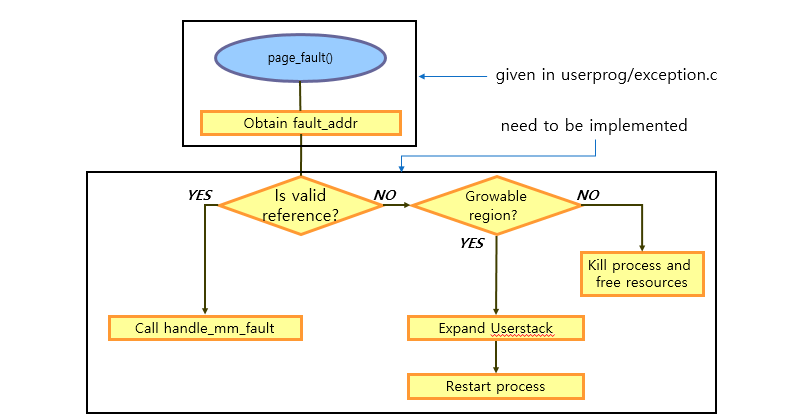 page_fault()
given in userprog/exception.c
Obtain fault_addr
need to be implemented
YES
Is valid
reference?
NO
Growable
region?
NO
YES
Kill process and
free resources
Call handle_mm_fault
Expand Userstack
Restart process